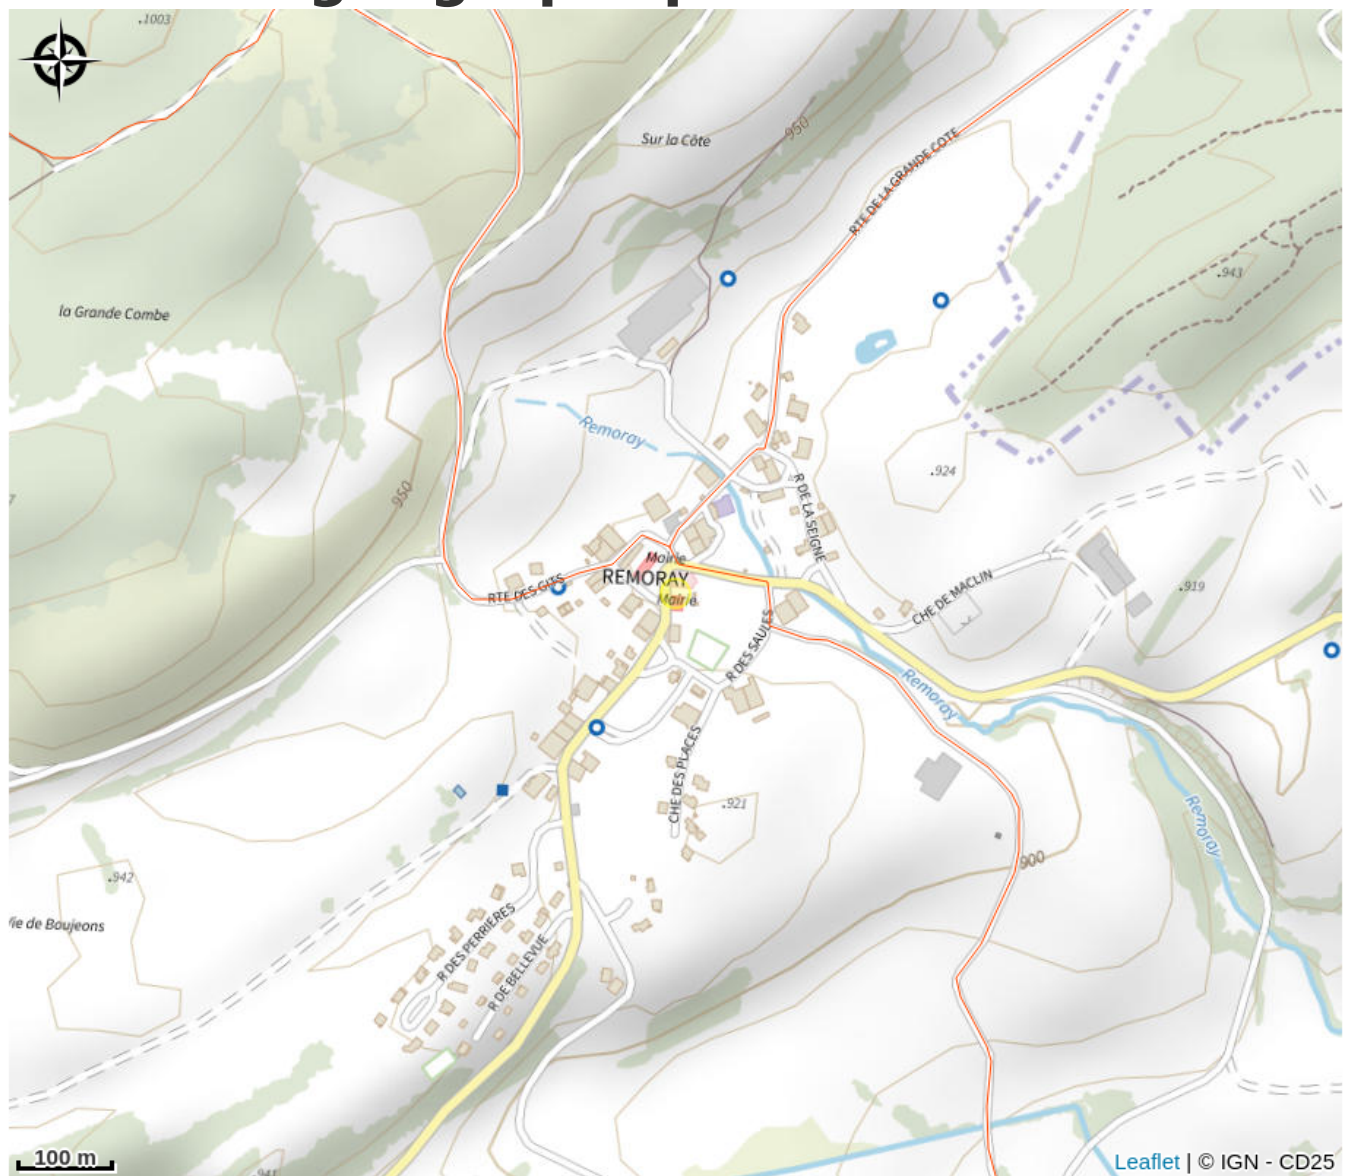 .1003
Sur la Côte
950
RTE DE LA GRANDE COTE
.943
la Grande Combe
Remoray
950
.924
R DE LA SEIGNE
Mairie
REMORAY
RTE DES GITS
Mairie
CHE DE MACLIN
.919
R DES SAULES
Remoray
CHE DES PLACES
.921
Remoray
900
.942
ie de Boujeons
R DES PERRIERES
R DE BELLEVUE
100 m
941
Leaflet | © IGN - CD25